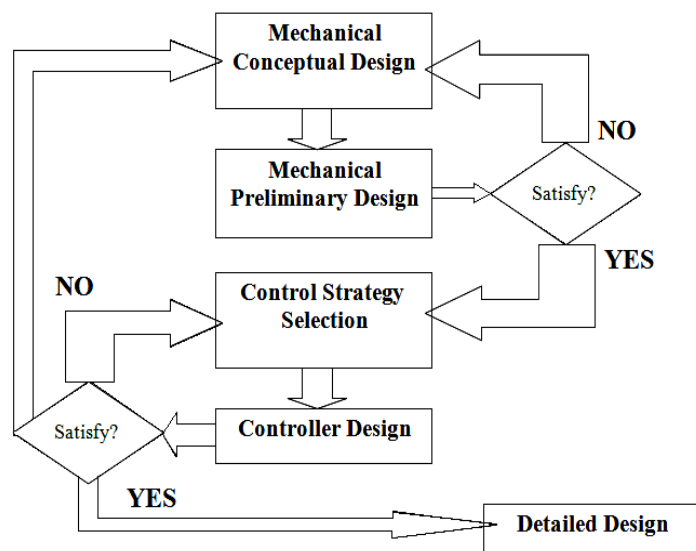 Mechanical
Conceptual Design
NO
Mechanical
Preliminary Design
Satisfy?
YES
NO
Control Strategy
Selection
Satisfy?
Controller Design
YES
Detailed Design